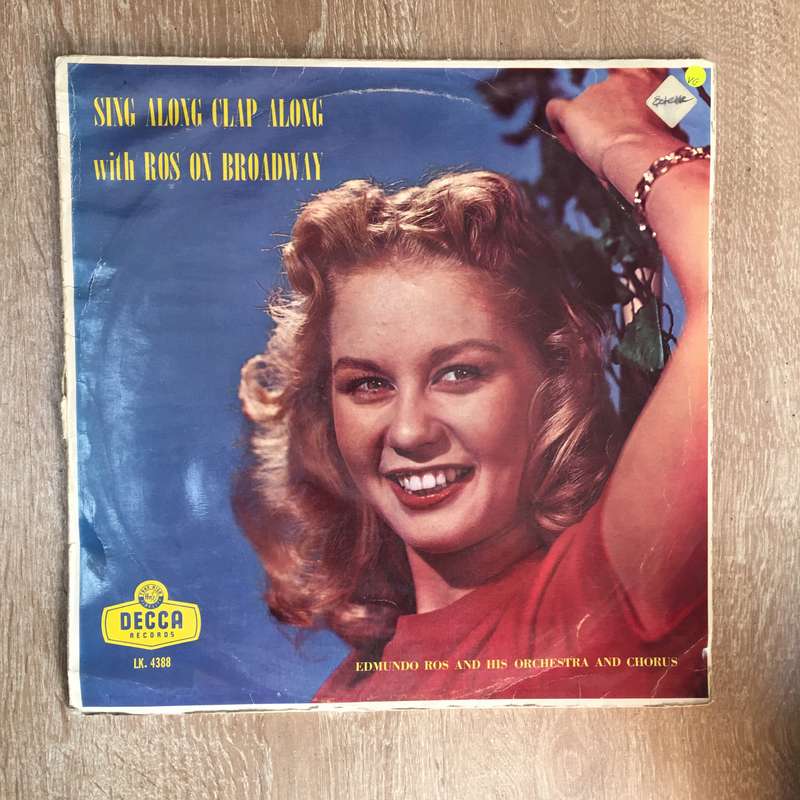 SING ALONG CLAP ALONG
with ROS ON BROADWAY
VG
DECCA
RECORDS
LK. 4388
EDMUNDO ROS AND HIS ORCHESTRA AND CHORUS